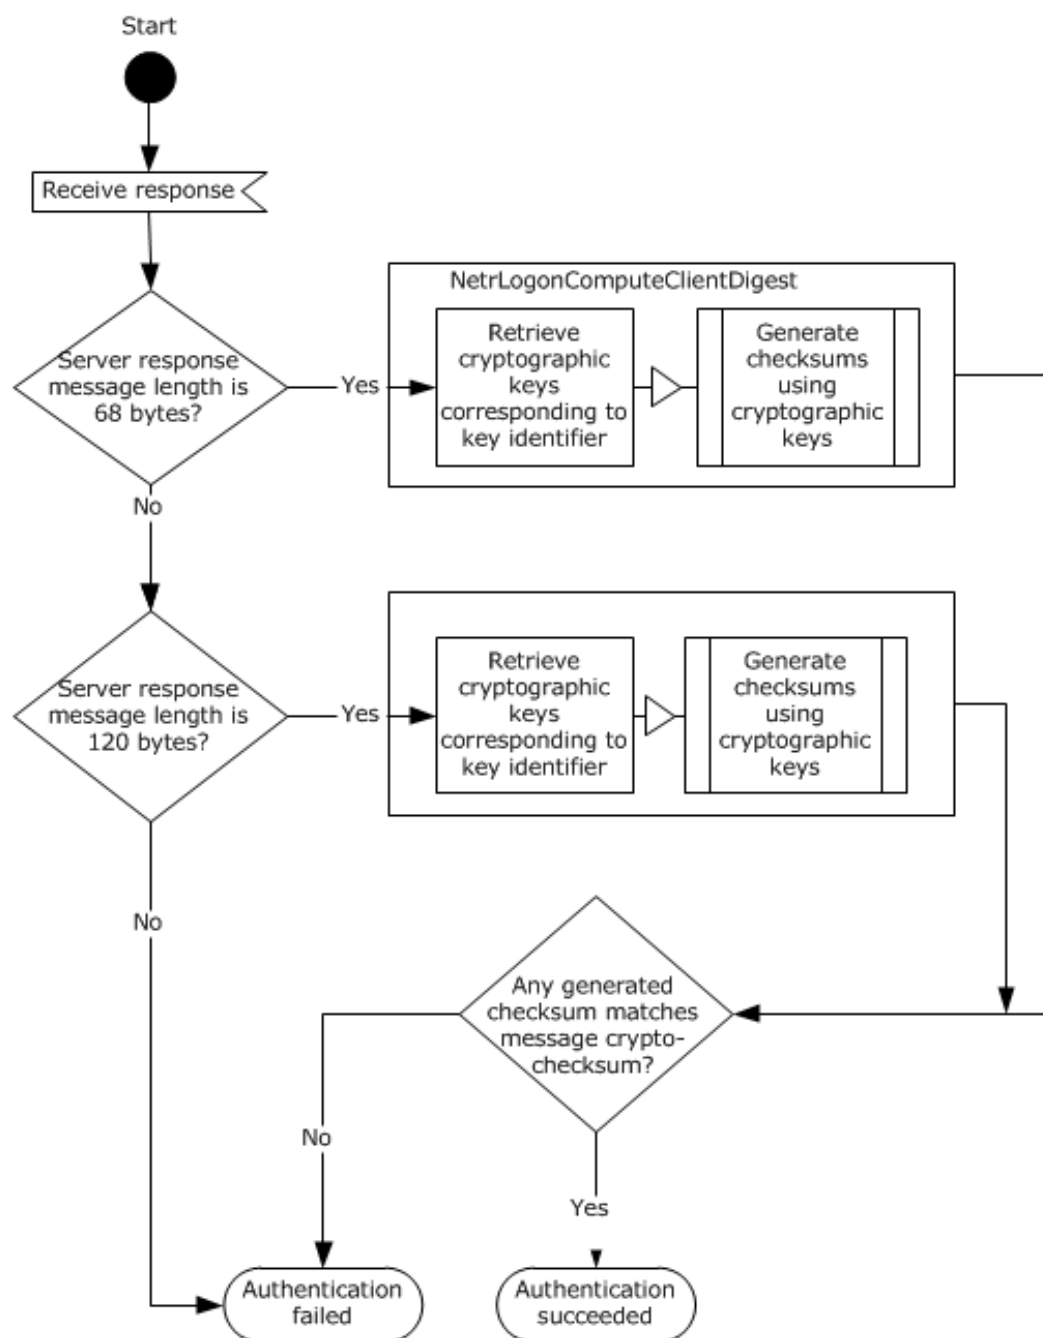 Start
Receive response
Server response
message length is
68 bytes?
Yes
NetrLogonComputeClientDigest
Retrieve
cryptographic
keys
corresponding to
key identifier
Generate
checksums
using
cryptographic
keys
No
Server response
message length is
120 bytes?
Yes
Retrieve
cryptographic
keys
corresponding to
key identifier
Generate
checksums
using
cryptographic
keys
No
Any generated
checksum matches
message crypto-
checksum?
No
Yes
Authentication
failed
Authentication
succeeded